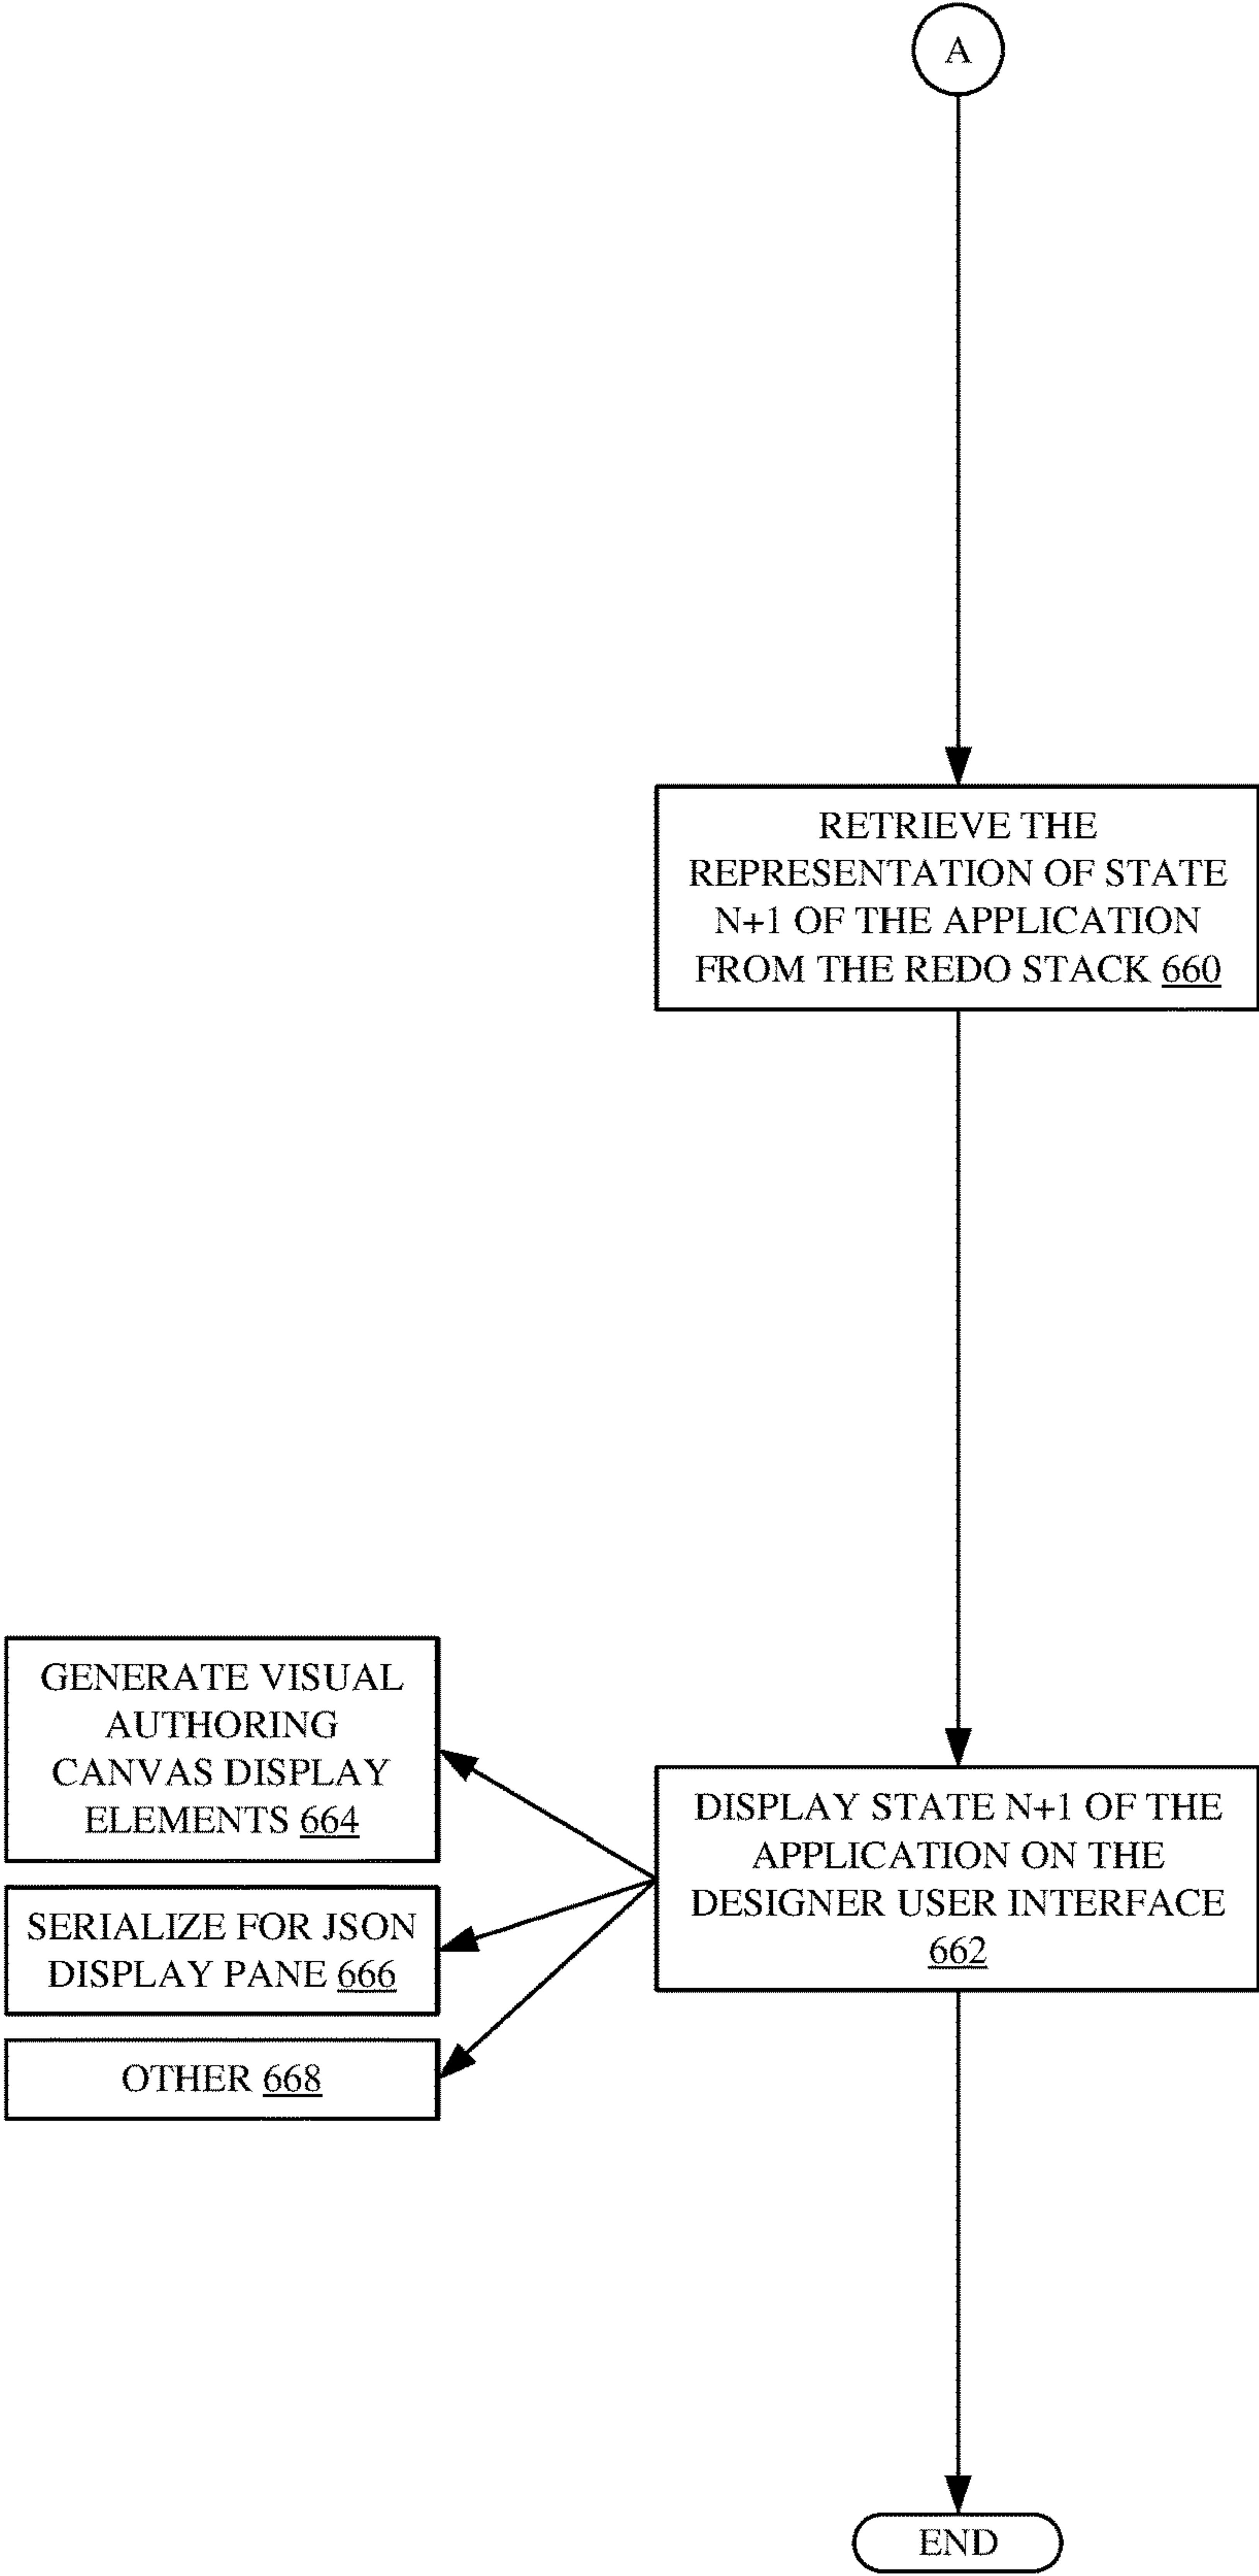 A
RETRIEVE THE
REPRESENTATION OF STATE
N+1 OF THE APPLICATION
FROM THE REDO STACK 660
GENERATE VISUAL
AUTHORING
CANVAS DISPLAY
ELEMENTS 664
SERIALIZE FOR JSON
DISPLAY PANE 666
OTHER 668
DISPLAY STATE N+1 OF THE
APPLICATION ON THE
DESIGNER USER INTERFACE
662
END